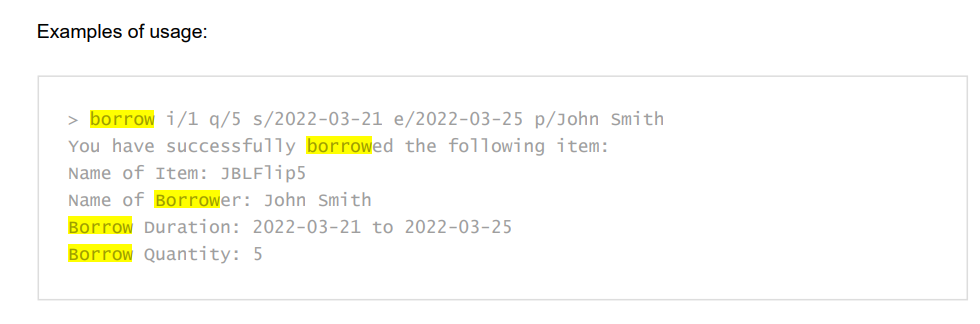 Examples of usage:
> borrow i/1 q/5 s/2022-03-21 e/2022-03-25 p/John Smith
You have successfully borrowed the following item:
Name of Item: JBLFlip5
Name of Borrower: John Smith
Borrow Duration: 2022-03-21 to 2022-03-25
Borrow Quantity: 5